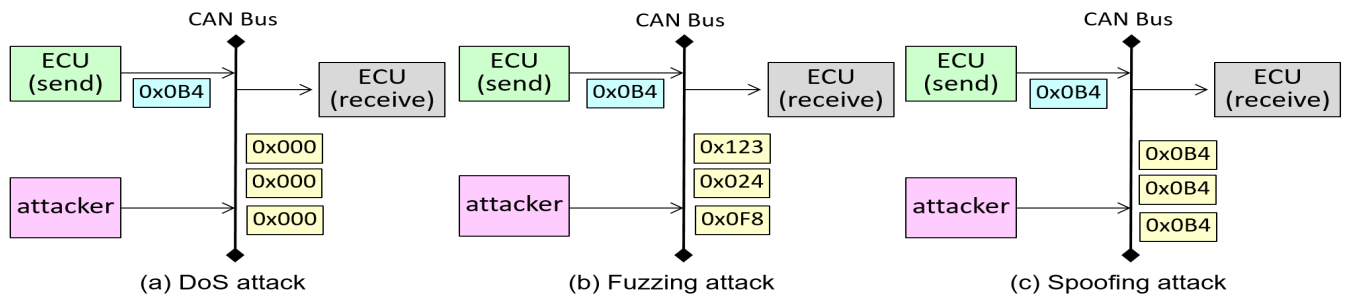 CAN Bus
ECU
(send)
0x0B4
ECU
(receive)
0x000
0x000
0x000
attacker
(a) DoS attack
CAN Bus
ECU
(send)
0x0B4
ECU
(receive)
0x123
0x024
0x0F8
attacker
(b) Fuzzing attack
CAN Bus
ECU
(send)
0x0B4
ECU
(receive)
0x0B4
0x0B4
0x0B4
attacker
(c) Spoofing attack